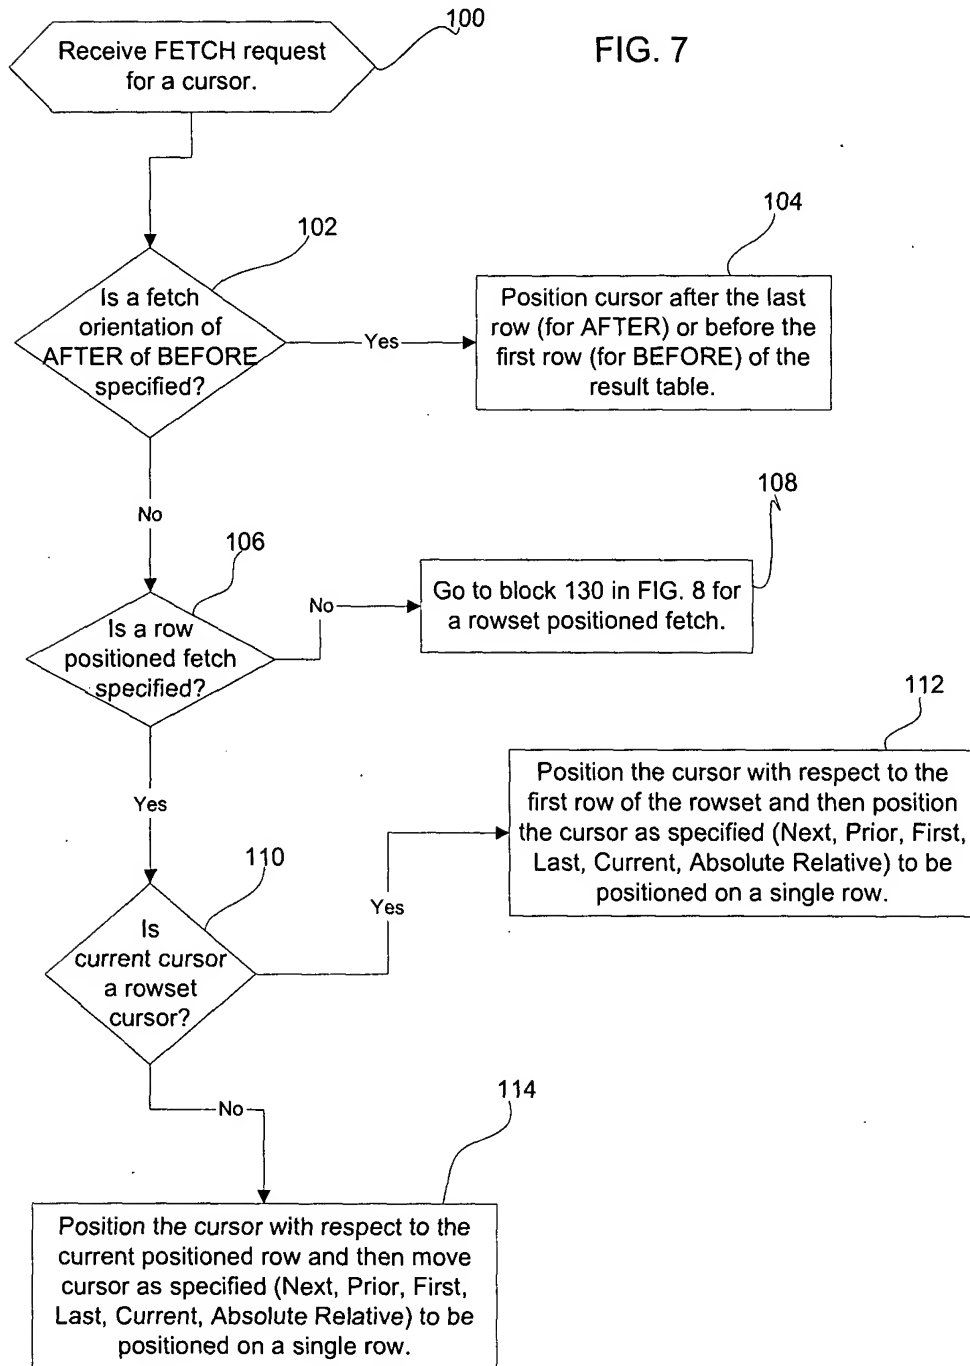 100
Receive FETCH request
for a cursor.
FIG. 7
102
104
Is a fetch
orientation of
AFTER of BEFORE
specified?
Yes
Position cursor after the last
row (for AFTER) or before the
first row (for BEFORE) of the
result table.
No
108
106
No
Go to block 130 in FIG. 8 for
a rowset positioned fetch.
Is a row
positioned fetch
specified?
112
Yes
Position the cursor with respect to the
first row of the rowset and then position
the cursor as specified (Next, Prior, First,
Last, Current, Absolute Relative) to be
positioned on a single row.
110
Yes
Is
current cursor
a rowset
cursor?
No
114
Position the cursor with respect to the
current positioned row and then move
cursor as specified (Next, Prior, First,
Last, Current, Absolute Relative) to be
positioned on a single row.